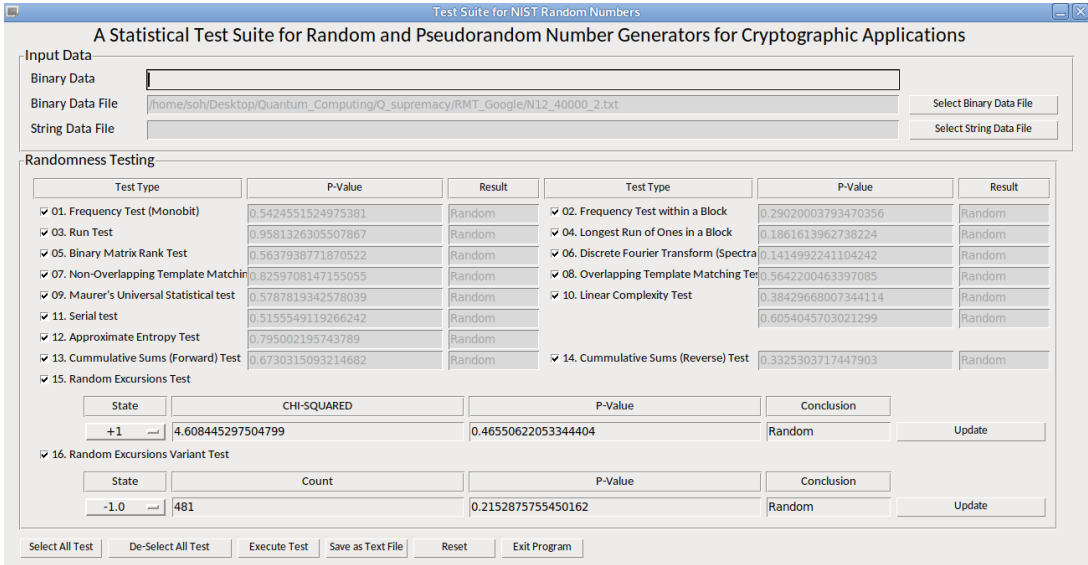 Test Suite for NIST Random Numbers
A Statistical Test Suite for Random and Pseudorandom Number Generators for Cryptographic Applications
Input Data
Binary Data
Binary Data File /home/soh/Desktop/Quantum_Computing/Q_supremacy/RMT_Google/N12_40000_2.txt Select Binary Data File
String Data File Select String Data File
Randomness Testing
Test Type P-Value Result Test Type P-Value Result
01. Frequency Test (Monobit) 0.5424551524975381 Random 02. Frequency Test within a Block 0.29020003793470356 Random
03. Run Test 0.9581326305507867 Random 04. Longest Run of Ones in a Block 0.1861613962738224 Random
05. Binary Matrix Rank Test 0.5637938771870522 Random 06. Discrete Fourier Transform (Spectra 0.1414992241104242 Random
07. Non-Overlapping Template Matchin 0.8259708147155055 Random 08. Overlapping Template Matching Tes 0.5642200463397085 Random
09. Maurer's Universal Statistical test 0.5787819342578039 Random 10. Linear Complexity Test 0.38429668007344114 Random
11. Serial test 0.5155549119266242 Random 0.6054045703021299 Random
12. Approximate Entropy Test 0.795002195743789 Random
13. Cummulative Sums (Forward) Test 0.6730315093214682 Random 14. Cummulative Sums (Reverse) Test 0.3325303717447903 Random
15. Random Excursions Test
State CHI-SQUARED P-Value Conclusion
+1 4.608445297504799 0.46550622053344404 Random Update
16. Random Excursions Variant Test
State Count P-Value Conclusion
-1.0 481 0.2152875755450162 Random Update
Select All Test De-Select All Test Execute Test Save as Text File Reset Exit Program